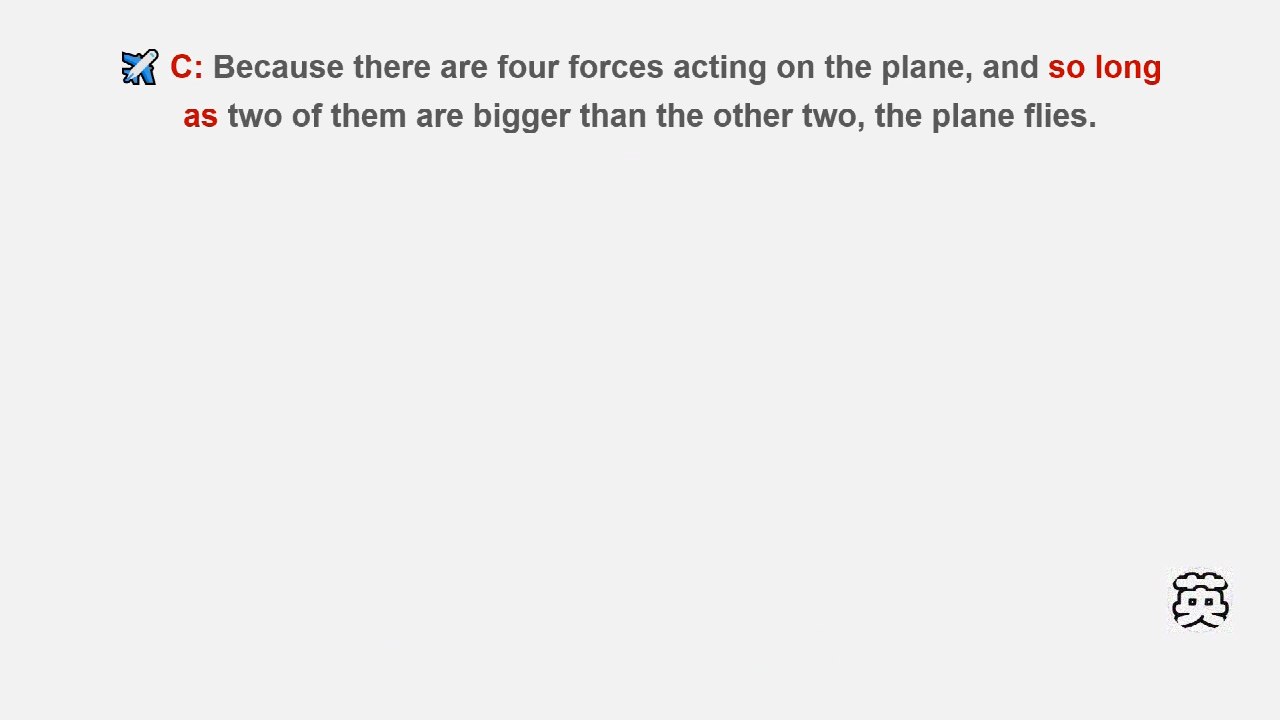 ✈️ C: Because there are four forces acting on the plane, and so long
as two of them are bigger than the other two, the plane flies.
英